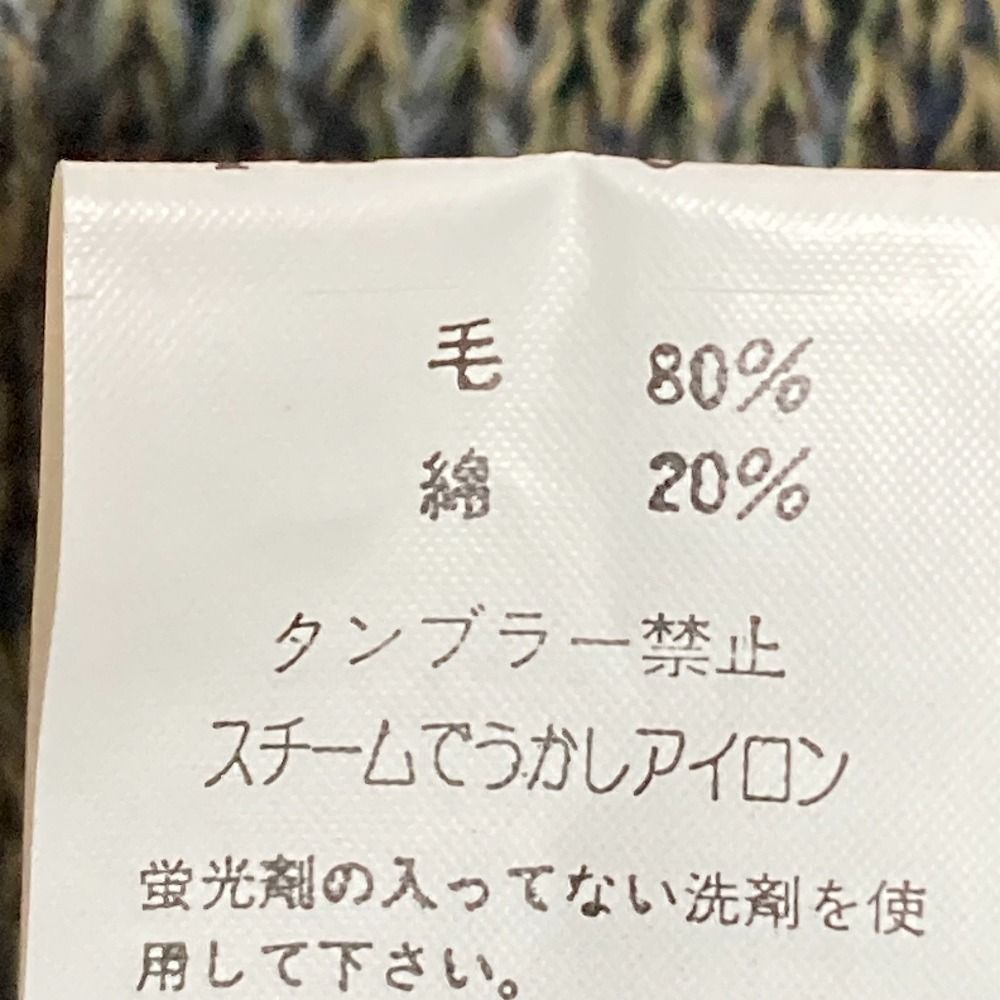 毛 80%
綿 20%
タンブラー禁止
スチームでうかしアイロン
蛍光剤の入ってない洗剤を使
用して下さい。